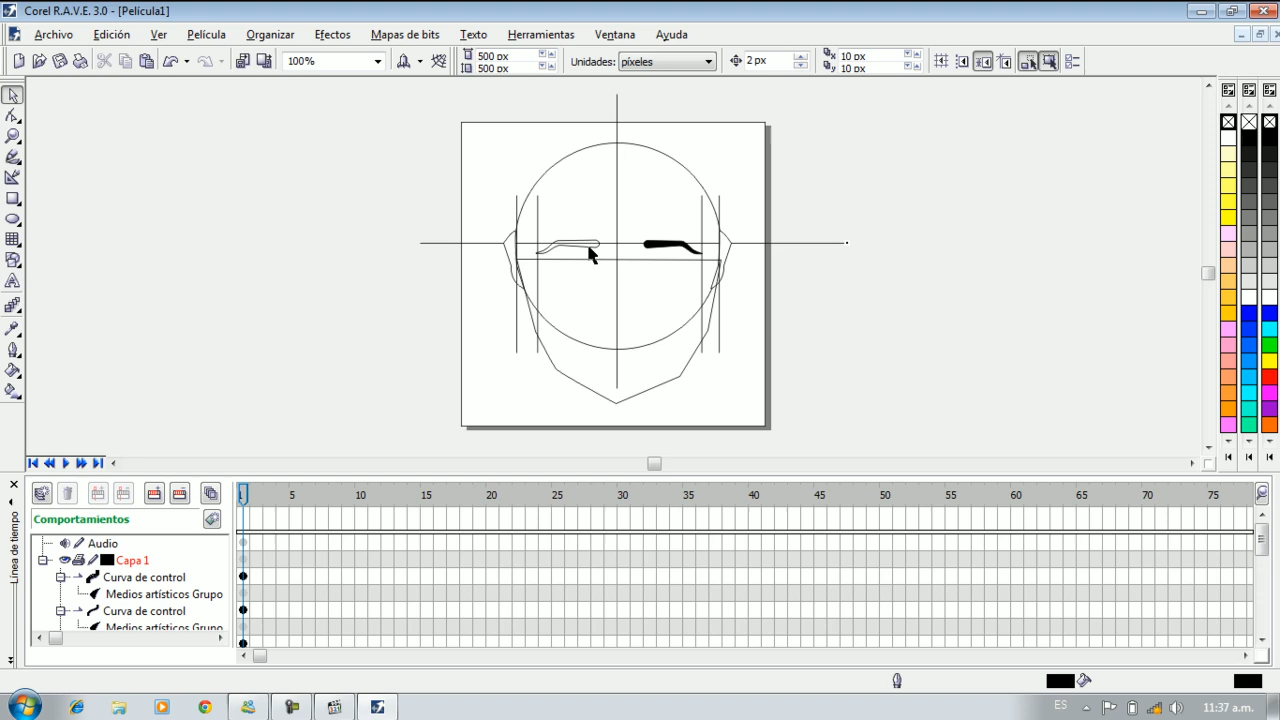 Corel R.A.V.E. 3.0 - [Película1]
Archivo Edición Ver Película Organizar Efectos Mapas de bits Texto Herramientas Ventana Ayuda
100% 500 px 500 px Unidades: píxeles 2 px 10 px 10 px
1 5 10 15 20 25 30 35 40 45 50 55 60 65 70 75
Línea de tiempo
Comportamientos
Audio
Capa 1
Curva de control
Medios artísticos Grupo
Curva de control
Medios artísticos Grupo
ES 11:37 a.m.